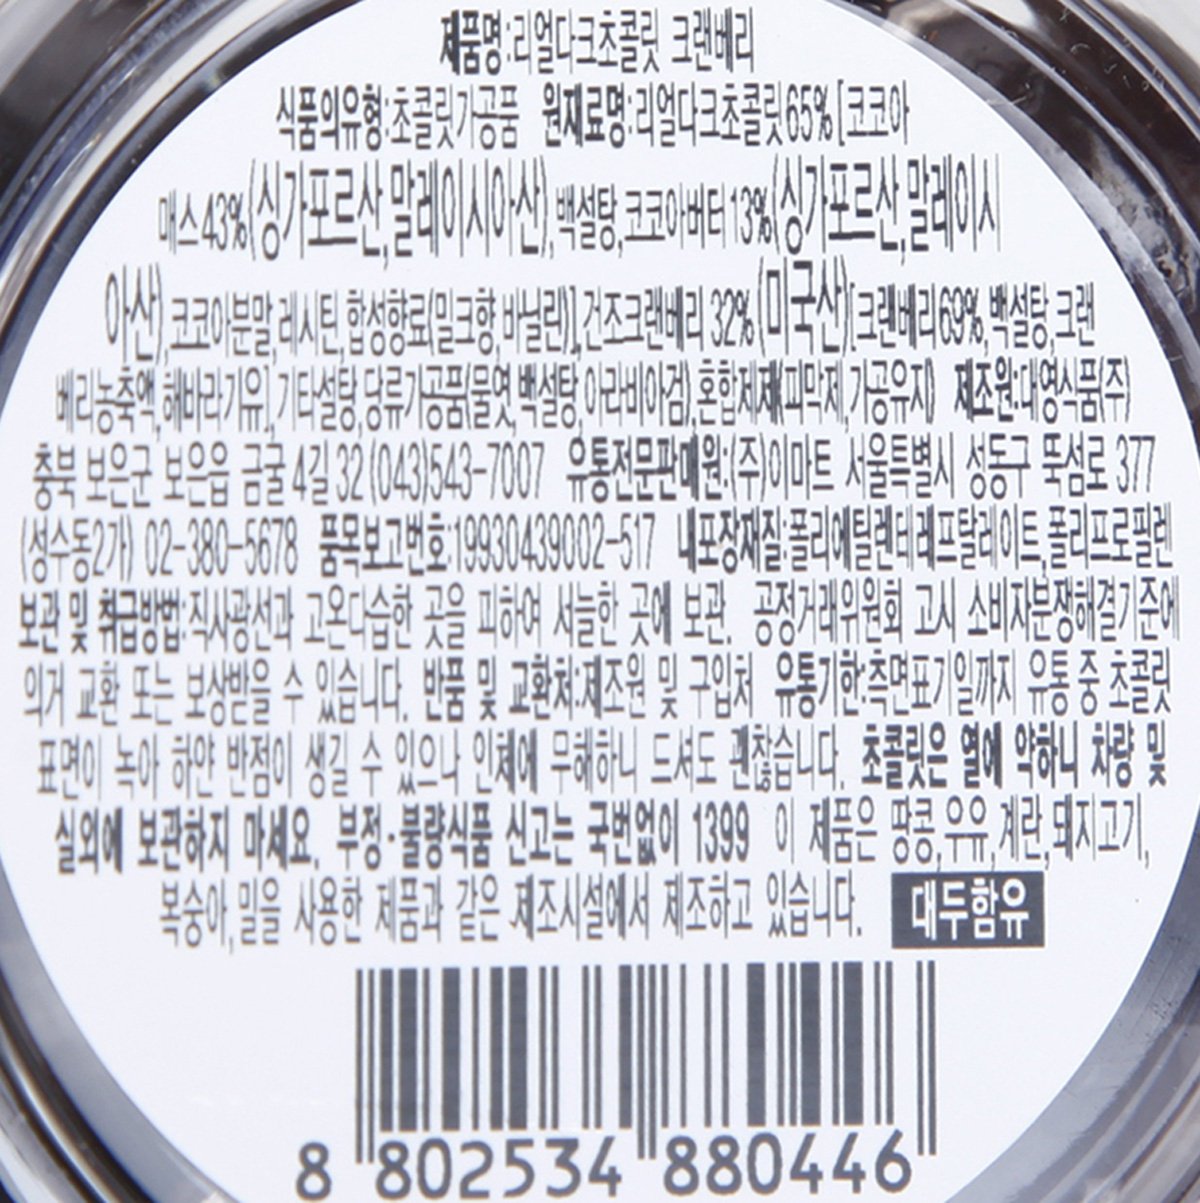 제품명:리얼다크초콜릿 크랜베리
식품의유형:초콜릿가공품 원재료명:리얼다크초콜릿65%[코코아
매스43%(싱가포르산,말레이시아산),백설탕,코코아버터13%(싱가포르산,말레이시
아산),코코아분말,레시틴,합성향료(밀크향,바닐린)],건조크랜베리32%(미국산)[크랜베리69%,백설탕,크랜
베리농축액,해바라기유],기타설탕,당류가공품(물엿,백설탕,아라비아검),혼합제제(피막제,가공유지) 제조원:대영식품(주)
충북 보은군 보은읍 금굴4길32(043)543-7007 유통전문판매원:(주)이마트 서울특별시 성동구 뚝섬로 377
(성수동2가) 02-380-5678 품목보고번호:19930439002-517 내포장재질:폴리에틸렌테레프탈레이트,폴리프로필렌
보관 및 취급방법:직사광선과 고온다습한 곳을 피하여 서늘한 곳에 보관. 공정거래위원회 고시 소비자분쟁해결기준에
의거 교환 또는 보상받을 수 있습니다. 반품 및 교환처:제조원 및 구입처 유통기한:측면표기일까지 유통 중 초콜릿
표면이 녹아 하얀 반점이 생길 수 있으나 인체에 무해하니 드셔도 괜찮습니다. 초콜릿은 열에 약하니 차량 및
실외에 보관하지 마세요. 부정·불량식품 신고는 국번없이 1399 이 제품은 땅콩,우유,계란,돼지고기,
복숭아,밀을 사용한 제품과 같은 제조시설에서 제조하고 있습니다. 대두함유
8 802534 880446